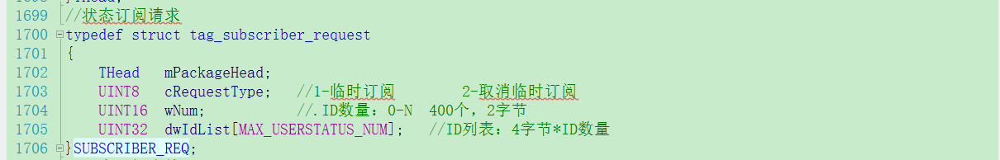 1699 //状态订阅请求
1700 typedef struct tag_subscriber_request
1701 {
1702 THead mPackageHead;
1703 UINT8 cRequestType; //1-临时订阅 2-取消临时订阅
1704 UINT16 wNum; //.ID数量：0-N 400个，2字节
1705 UINT32 dwIdList[MAX_USERSTATUS_NUM]; //ID列表：4字节*ID数量
1706 }SUBSCRIBER_REQ;